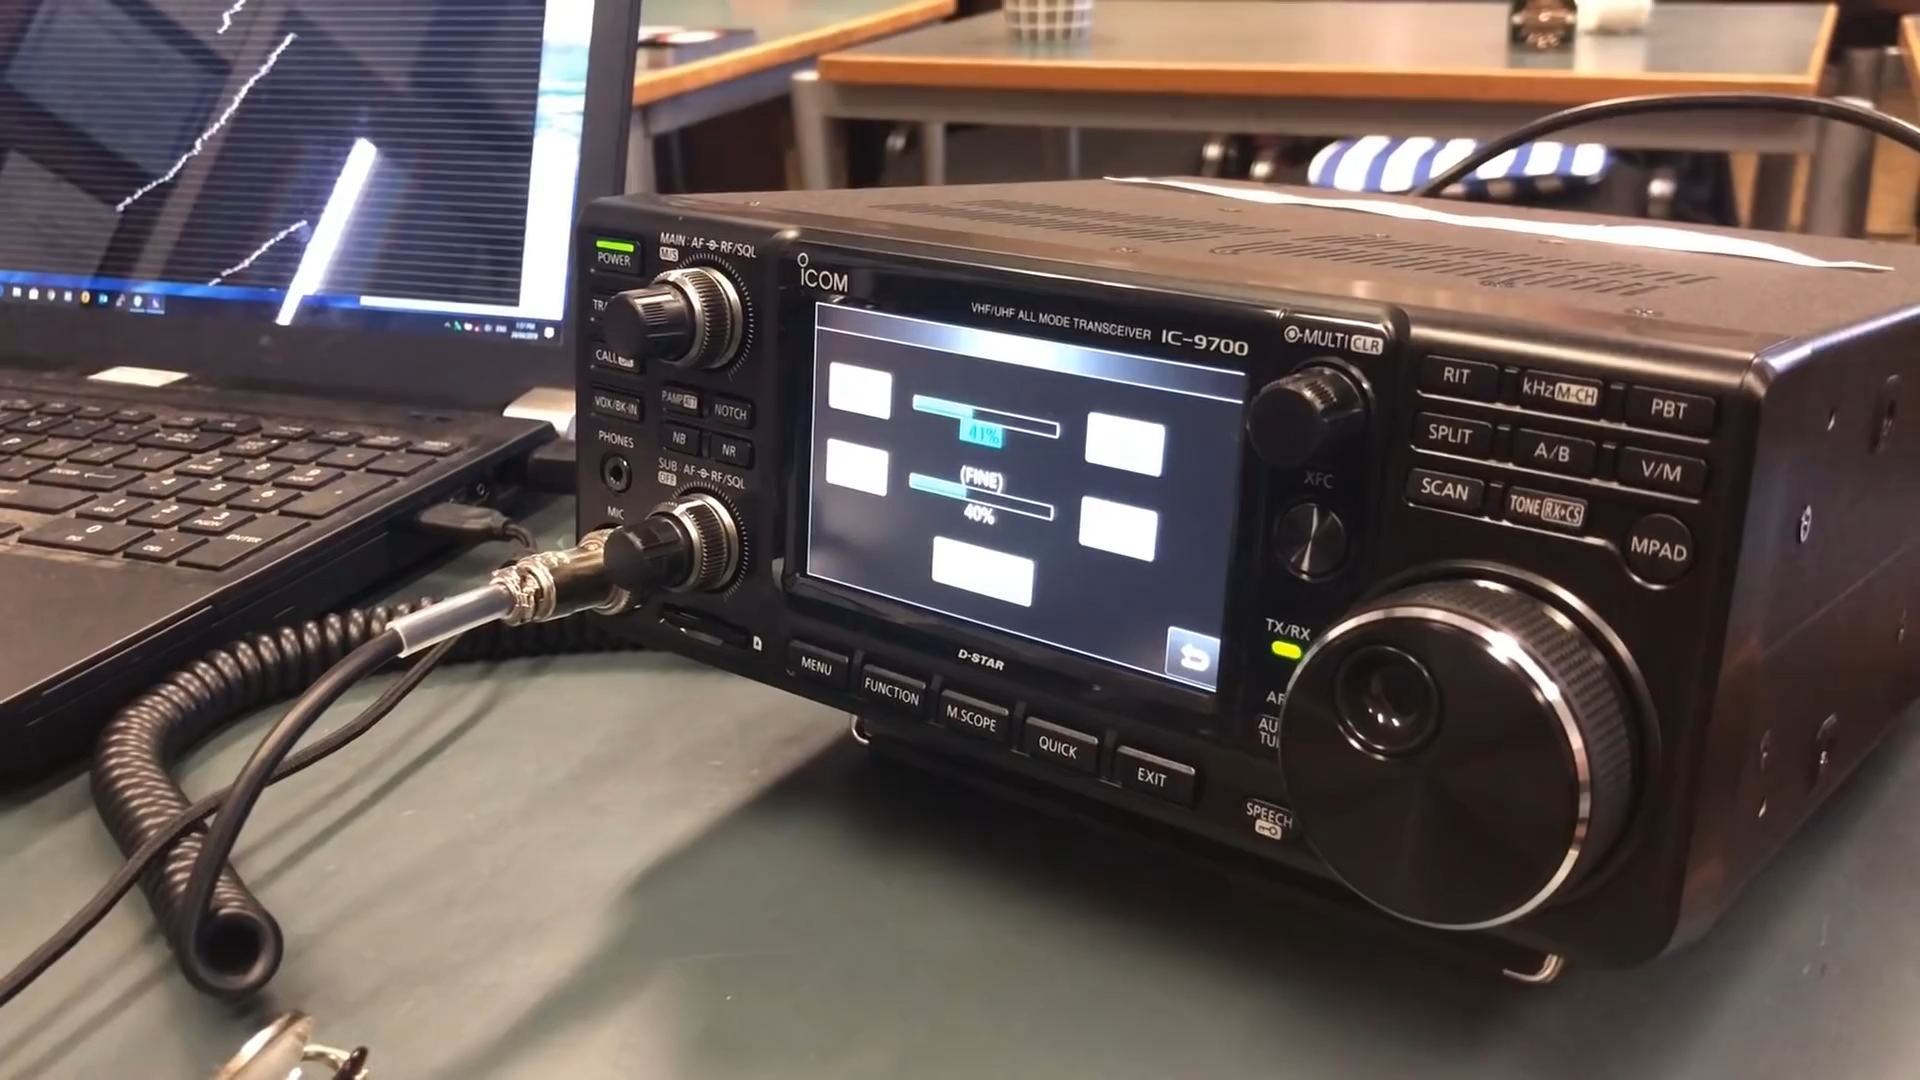 POWER
MAIN: AF RF/SQL
M/S
ICOM
VHF/UHF ALL MODE TRANSCEIVER IC-9700
MULTI CLR
CALL
VOX/BK-IN
P.AMP ATT
NOTCH
PHONES
NB
NR
SUB: AF RF/SQL
OFF
MIC
41%
(FINE)
40%
RIT
kHz M-CH
PBT
SPLIT
A/B
V/M
SCAN
TONE RX→CS
MPAD
XFC
TX/RX
D-STAR
MENU
FUNCTION
M.SCOPE
QUICK
EXIT
SPEECH